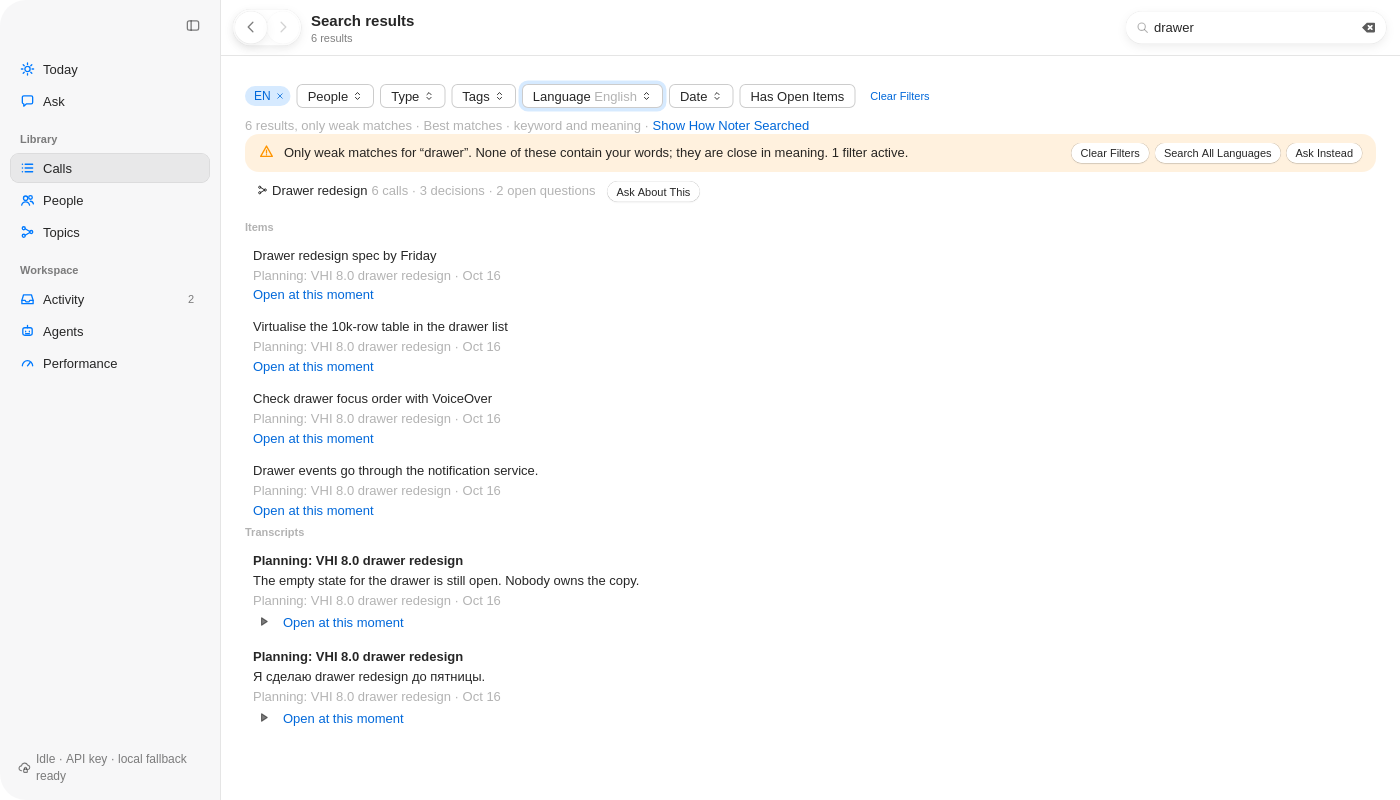 Search results
6 results
drawer
Today
Ask
Library
Calls
People
Topics
Workspace
Activity 2
Agents
Performance
Idle · API key · local fallback
ready
EN × People Type Tags Language English Date Has Open Items Clear Filters
6 results, only weak matches · Best matches · keyword and meaning · Show How Noter Searched
Only weak matches for “drawer”. None of these contain your words; they are close in meaning. 1 filter active. Clear Filters Search All Languages Ask Instead
Drawer redesign 6 calls · 3 decisions · 2 open questions Ask About This
Items
Drawer redesign spec by Friday
Planning: VHI 8.0 drawer redesign · Oct 16
Open at this moment
Virtualise the 10k-row table in the drawer list
Planning: VHI 8.0 drawer redesign · Oct 16
Open at this moment
Check drawer focus order with VoiceOver
Planning: VHI 8.0 drawer redesign · Oct 16
Open at this moment
Drawer events go through the notification service.
Planning: VHI 8.0 drawer redesign · Oct 16
Open at this moment
Transcripts
Planning: VHI 8.0 drawer redesign
The empty state for the drawer is still open. Nobody owns the copy.
Planning: VHI 8.0 drawer redesign · Oct 16
Open at this moment
Planning: VHI 8.0 drawer redesign
Я сделаю drawer redesign до пятницы.
Planning: VHI 8.0 drawer redesign · Oct 16
Open at this moment